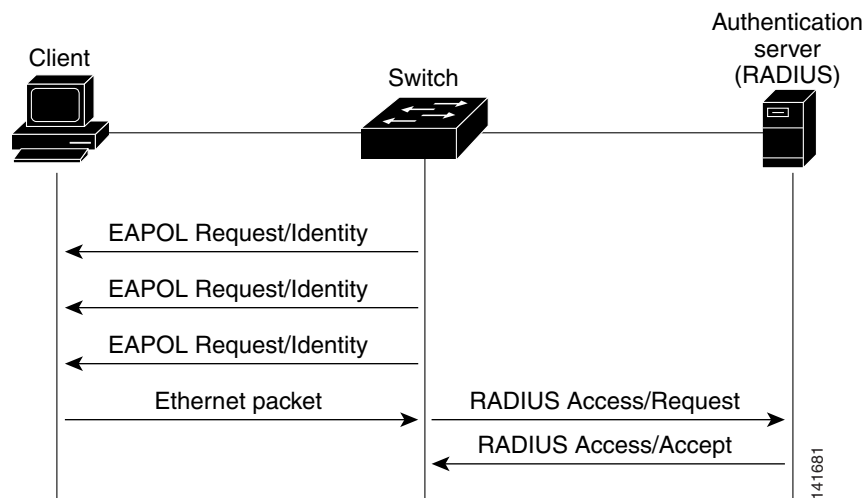 Client
Switch
Authentication
server
(RADIUS)
EAPOL Request/Identity
EAPOL Request/Identity
EAPOL Request/Identity
Ethernet packet
RADIUS Access/Request
RADIUS Access/Accept
141681